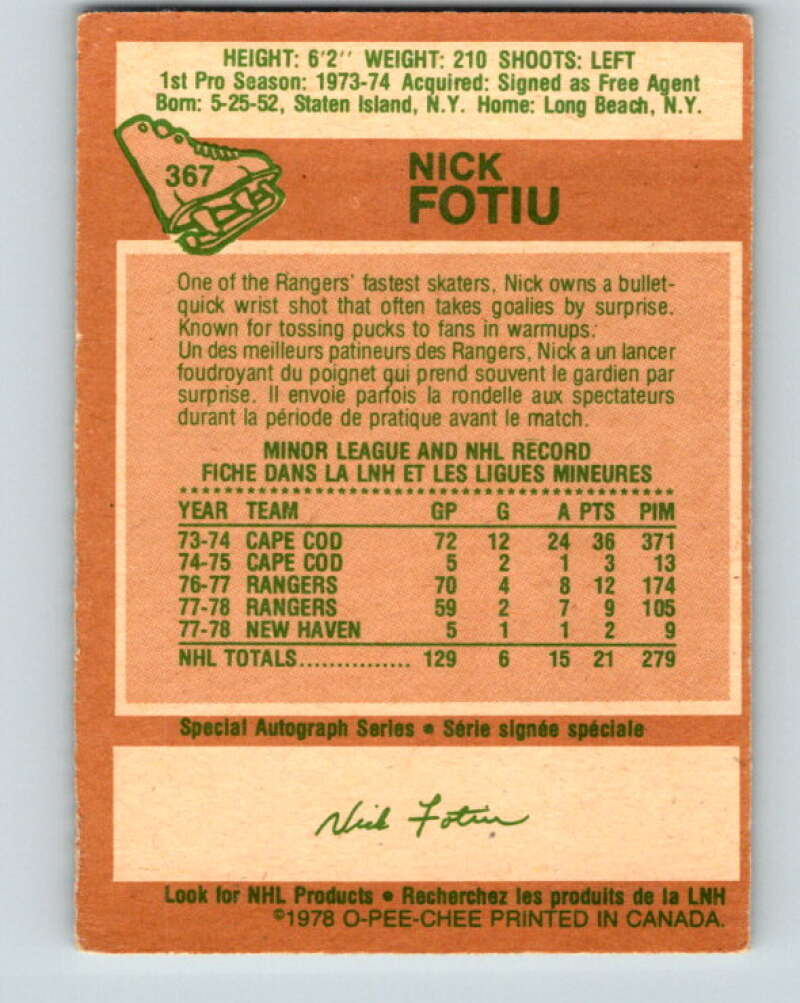 HEIGHT: 6'2'' WEIGHT: 210 SHOOTS: LEFT
1st Pro Season: 1973-74 Acquired: Signed as Free Agent
Born: 5-25-52, Staten Island, N.Y. Home: Long Beach, N.Y.
367
NICK
FOTIU
One of the Rangers' fastest skaters, Nick owns a bullet-
quick wrist shot that often takes goalies by surprise.
Known for tossing pucks to fans in warmups.
Un des meilleurs patineurs des Rangers, Nick a un lancer
foudroyant du poignet qui prend souvent le gardien par
surprise. Il envoie parfois la rondelle aux spectateurs
durant la période de pratique avant le match.
MINOR LEAGUE AND NHL RECORD
FICHE DANS LA LNH ET LES LIGUES MINEURES
YEAR TEAM GP G A PTS PIM
73-74 CAPE COD 72 12 24 36 371
74-75 CAPE COD 5 2 1 3 13
76-77 RANGERS 70 4 8 12 174
77-78 RANGERS 59 2 7 9 105
77-78 NEW HAVEN 5 1 1 2 9
NHL TOTALS............... 129 6 15 21 279
Special Autograph Series • Série signée spéciale
Nick Fotiu
Look for NHL Products • Recherchez les produits de la LNH
©1978 O-PEE-CHEE PRINTED IN CANADA.